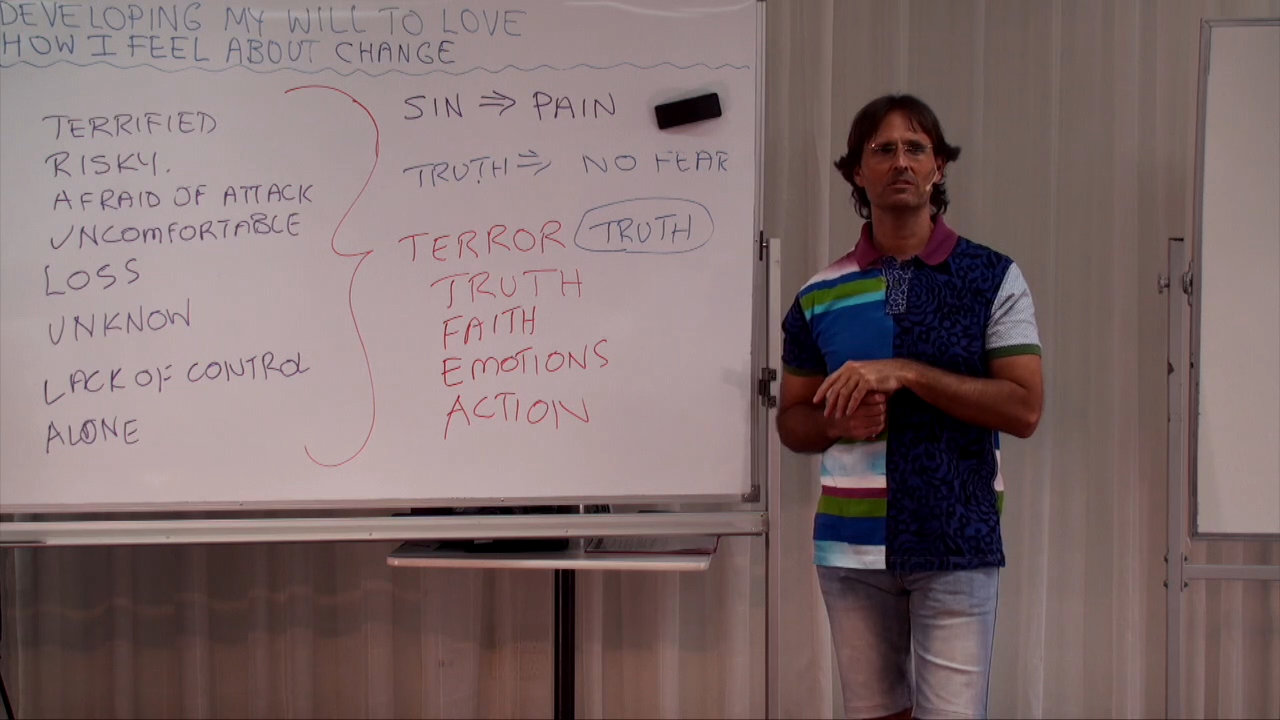 DEVELOPING MY WILL TO LOVE
HOW I FEEL ABOUT CHANGE
TERRIFIED
RISKY.
AFRAID OF ATTACK
UNCOMFORTABLE
LOSS
UNKNOW
LACK OF CONTROL
ALONE
SIN ⇒ PAIN
TRUTH ⇒ NO FEAR
TERROR TRUTH
TRUTH
FAITH
EMOTIONS
ACTION